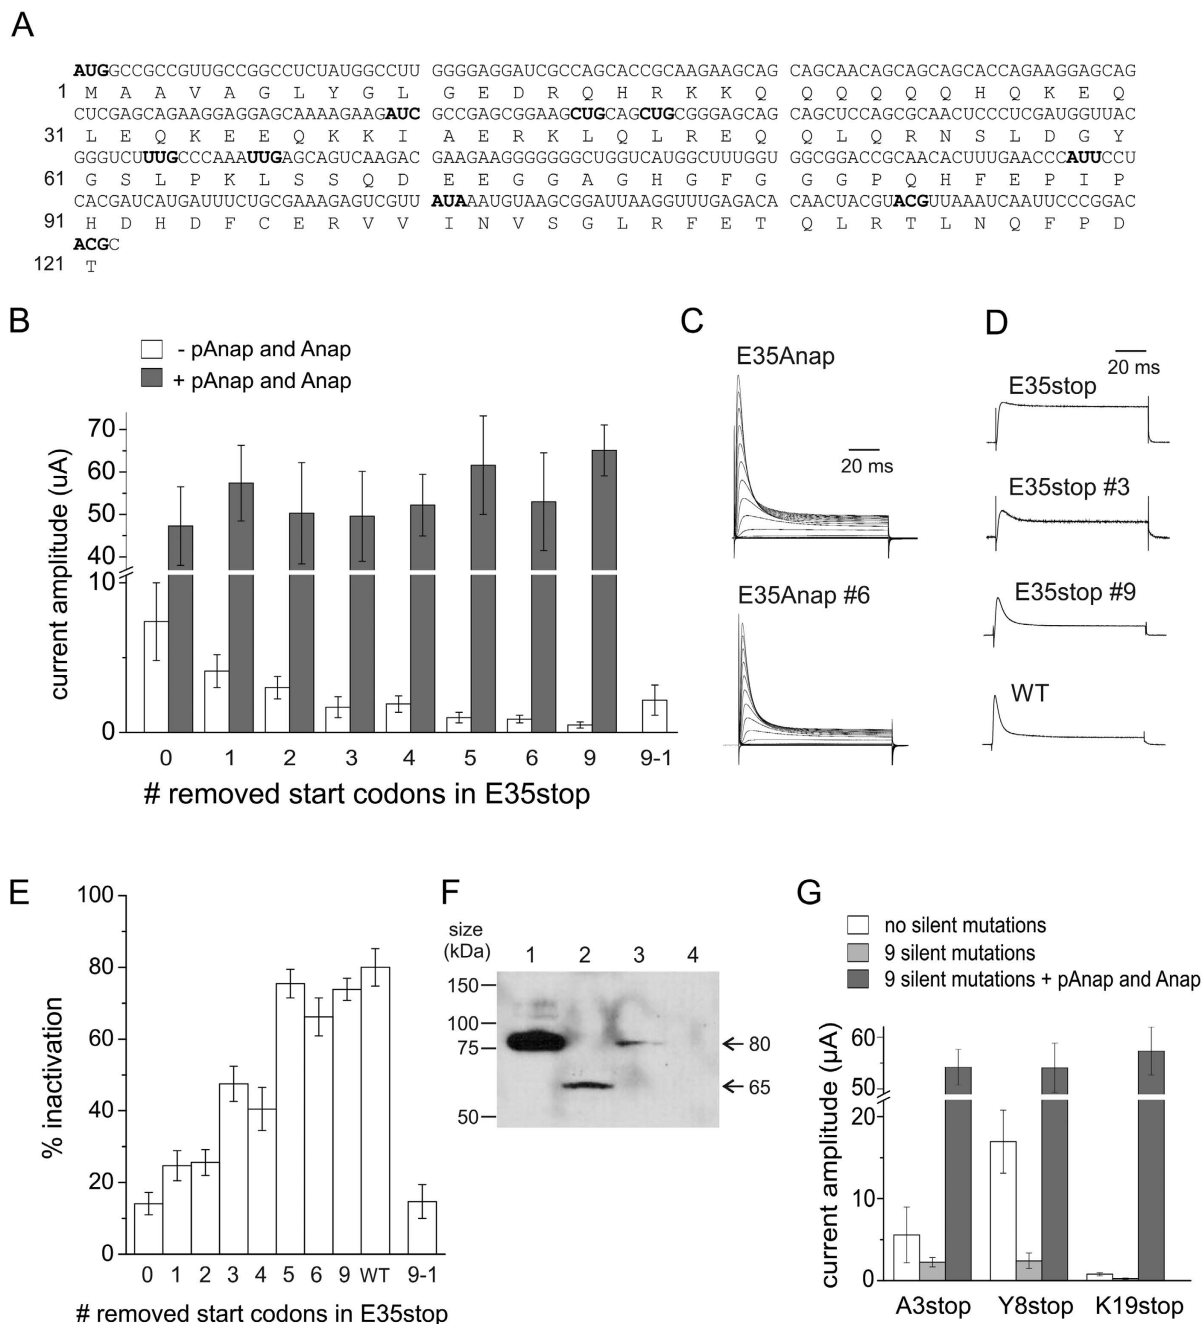 A
AUGGCCGCCGUUGCCGGCCUCUAUGGCCUU GGGGAGGAUCGCCAGCACCGCAAGAAGCAG CAGCAACAGCAGCAGCACCAGAAGGAGCAG
1 M A A V A G L Y G L G E D R Q H R K K Q Q Q Q Q Q H Q K E Q
CUCGAGCAGAAGGAGGAGCAAAAGAAGAUC GCCGAGCGGAAGCUGCAGCUGCGGGAGCAG CAGCUCCAGCGCAACUCCCUCGAUGGUUAC
31 L E Q K E E Q K K I A E R K L Q L R E Q Q L Q R N S L D G Y
GGGUCUUUGCCCAAAUUGAGCAGUCAAGAC GAAGAAGGGGGGGCUGGUCAUGGCUUUGGU GGCGGACCGCAACACUUUGAACCCAUUCCU
61 G S L P K L S S Q D E E G G A G H G F G G G P Q H F E P I P
CACGAUCAUGAUUUCUGCGAAAGAGUCGUU AUAAAUGUAAGCGGAUUAAGGUUUGAGACA CAACUACGUACGUUAAAUCAAUUCCCGGAC
91 H D H D F C E R V V I N V S G L R F E T Q L R T L N Q F P D
ACGC
121 T
B
- pAnap and Anap
+ pAnap and Anap
current amplitude (uA)
70
60
50
40
10
0
0 1 2 3 4 5 6 9 9-1
# removed start codons in E35stop
C
E35Anap
20 ms
E35Anap #6
D
20 ms
E35stop
E35stop #3
E35stop #9
WT
E
% inactivation
100
80
60
40
20
0
0 1 2 3 4 5 6 9 WT 9-1
# removed start codons in E35stop
F
size
(kDa)
1 2 3 4
150
100
75
50
80
65
G
no silent mutations
9 silent mutations
9 silent mutations + pAnap and Anap
current amplitude (µA)
60
50
20
10
0
A3stop Y8stop K19stop